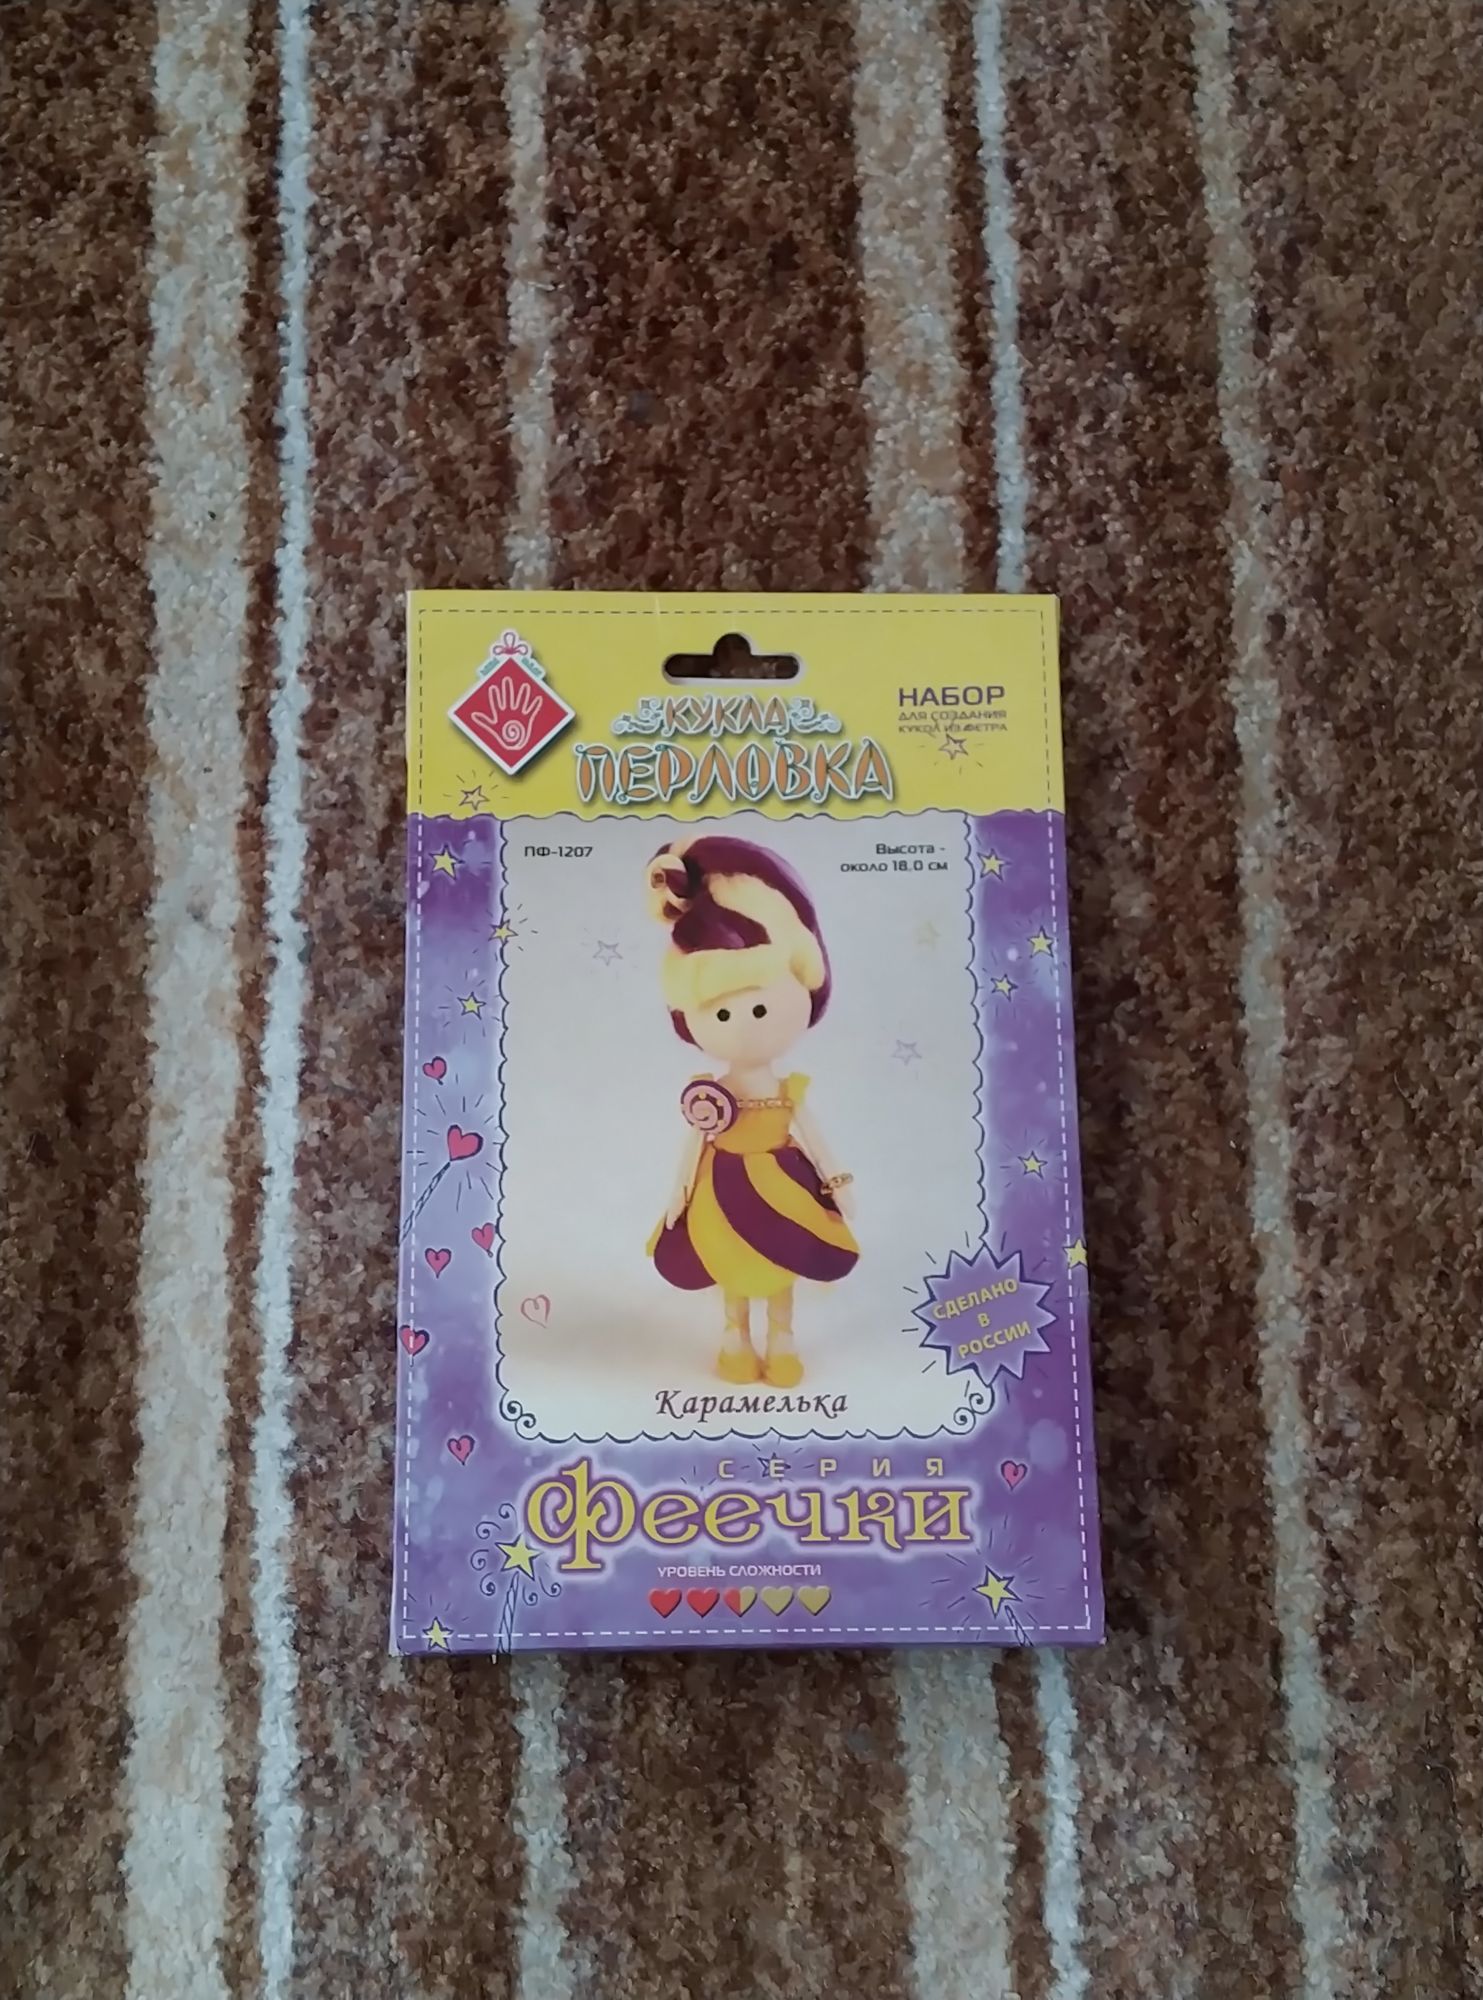 КУКЛА
ПЕРЛОВКА
НАБОР
ДЛЯ СОЗДАНИЯ
КУКОЛ ИЗ ФЕТРА
ПФ-1207
Высота -
около 18,0 см
СДЕЛАНО
В
РОССИИ
Карамелька
СЕРИЯ
Феечки
УРОВЕНЬ СЛОЖНОСТИ